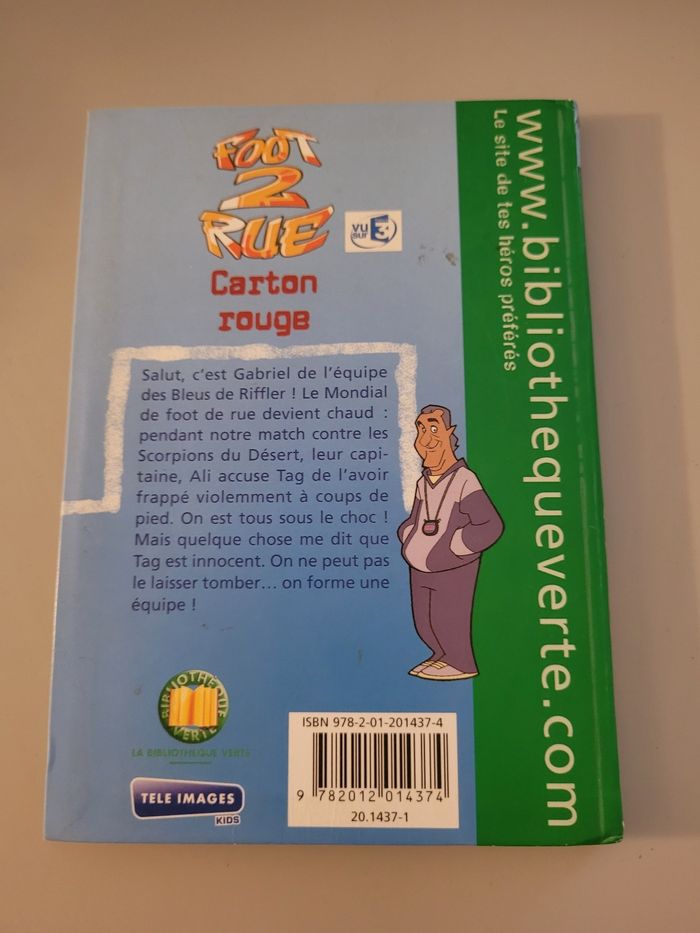 FOOT
2
RUE
VU
sur
3
Carton
rouge
Salut, c'est Gabriel de l'équipe
des Bleus de Riffler ! Le Mondial
de foot de rue devient chaud :
pendant notre match contre les
Scorpions du Désert, leur capi-
taine, Ali accuse Tag de l'avoir
frappé violemment à coups de
pied. On est tous sous le choc !
Mais quelque chose me dit que
Tag est innocent. On ne peut pas
le laisser tomber... on forme une
équipe !
BIBLIOTHÈQUE
VERTE
LA BIBLIOTHÈQUE VERTE
TELE IMAGES
KIDS
ISBN 978-2-01-201437-4
9 782012 014374
20.1437-1
www.bibliothequeverte.com
Le site de tes héros préférés